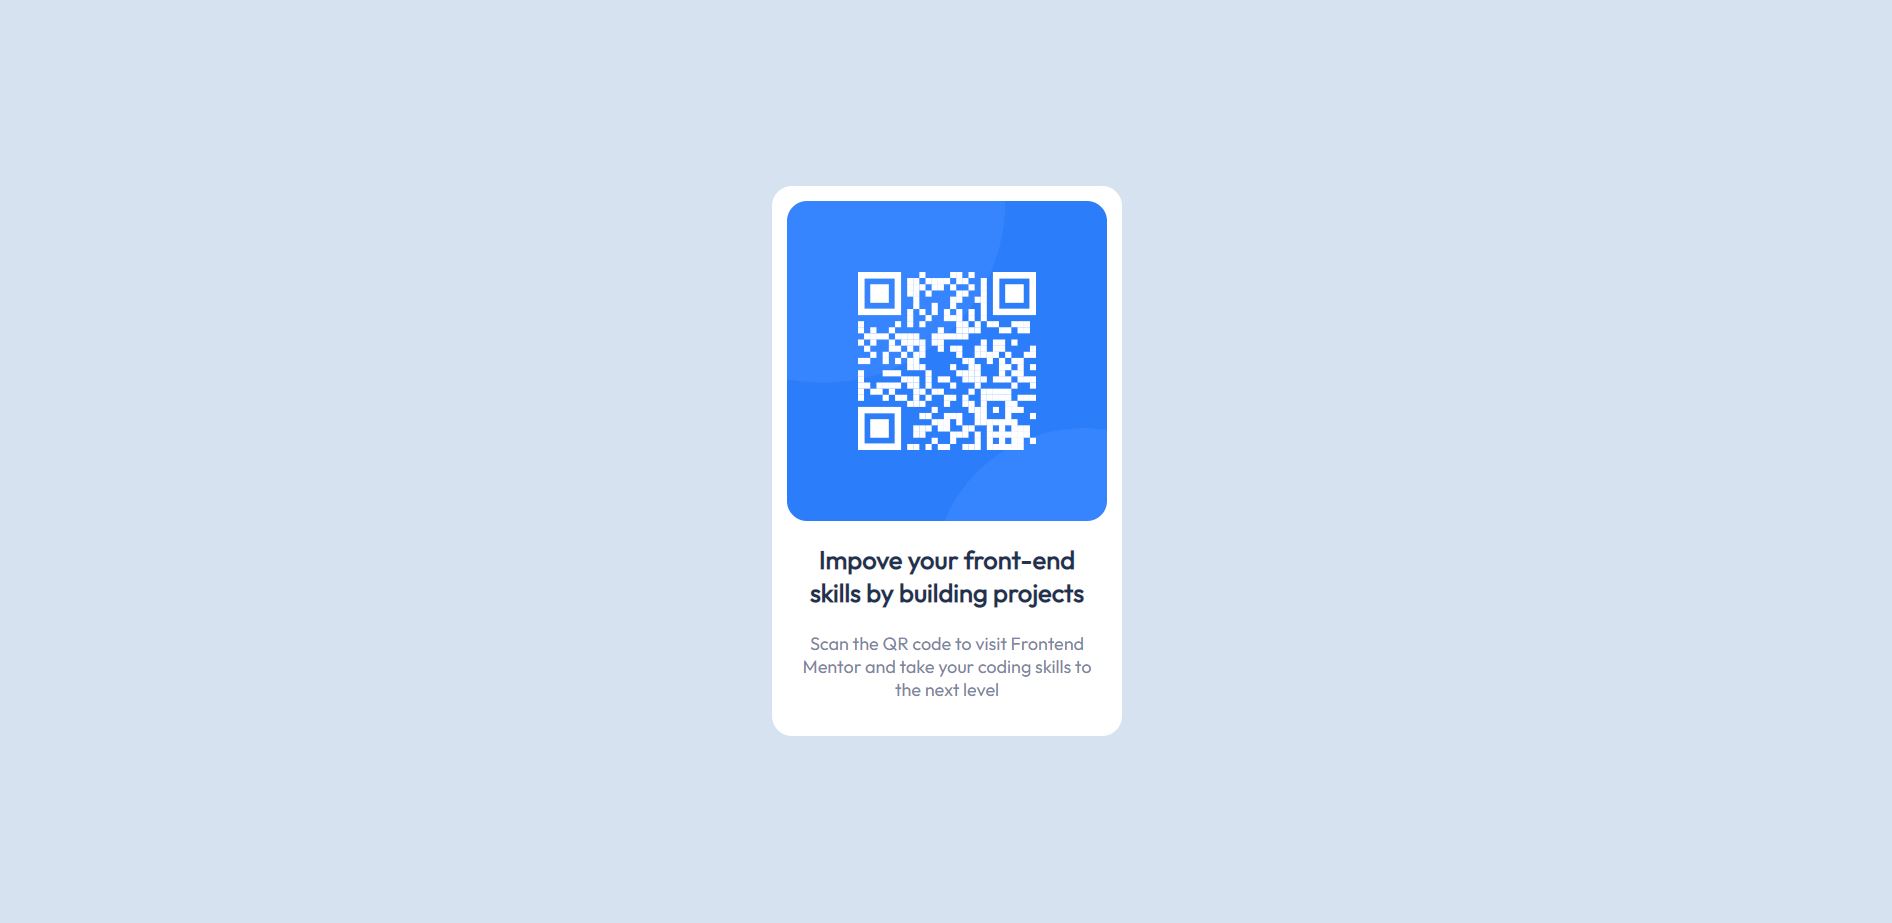 Impove your front-end
skills by building projects
Scan the QR code to visit Frontend
Mentor and take your coding skills to
the next level